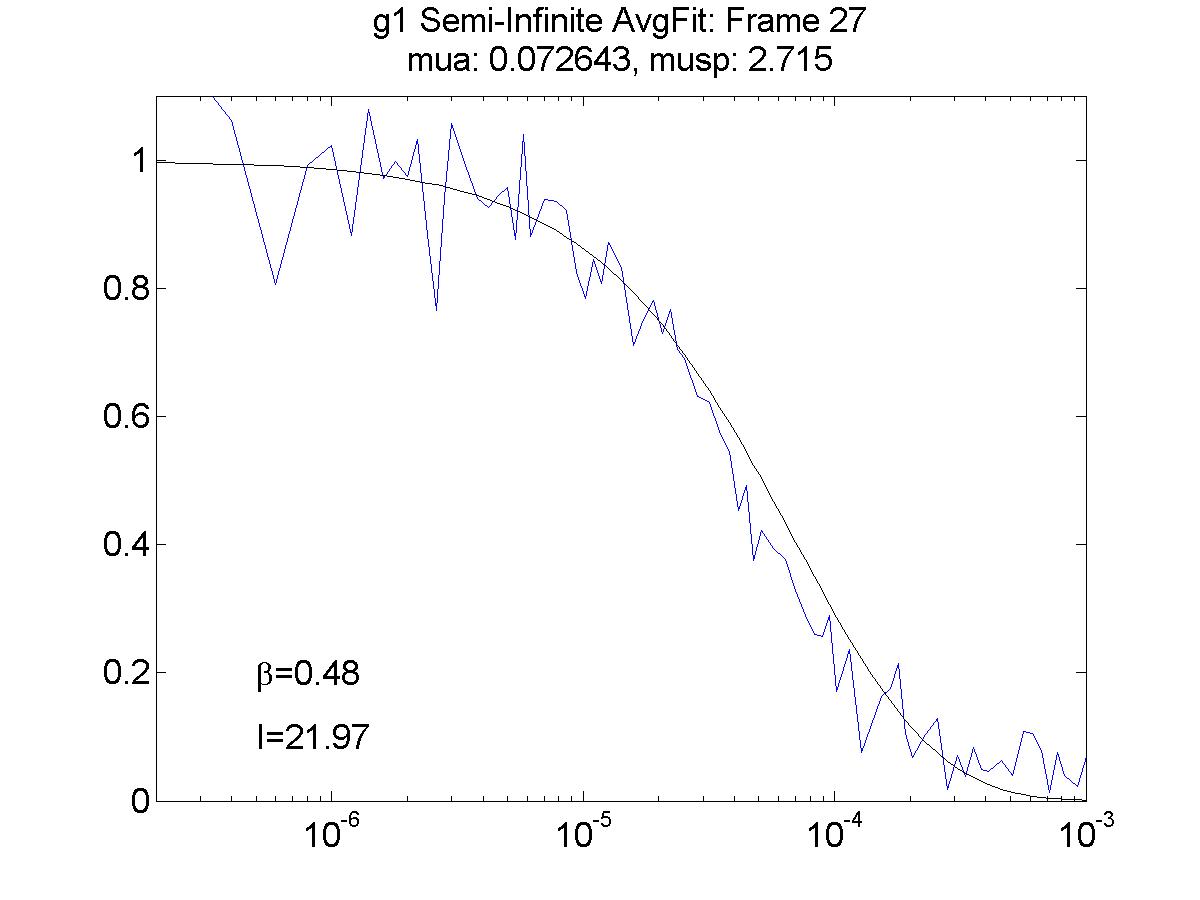 g1 Semi-Infinite AvgFit: Frame 27
mua: 0.072643, musp: 2.715
1
0.8
0.6
0.4
0.2
0
β=0.48
I=21.97
10^-6
10^-5
10^-4
10^-3